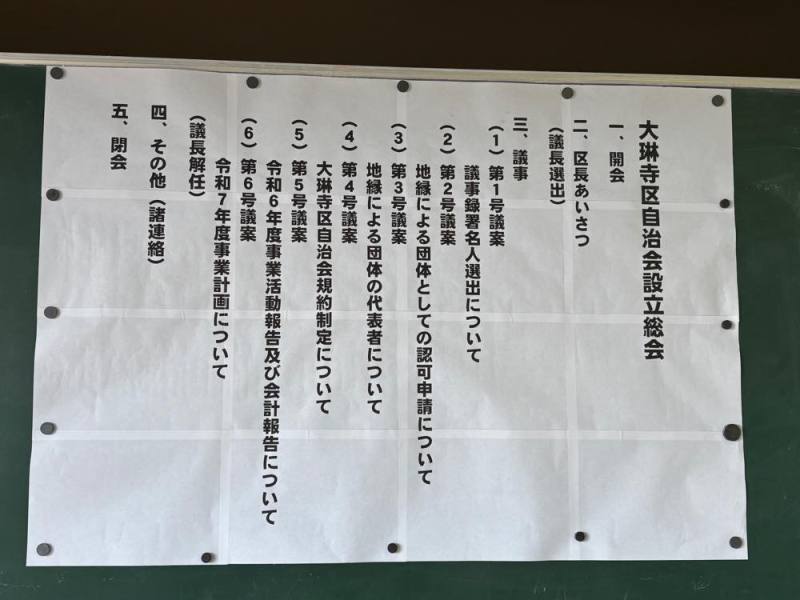 大琳寺区自治会設立総会
一、開会
二、区長あいさつ
（議長選出）
三、議事
（1）第1号議案
議事録署名人選出について
（2）第2号議案
地縁による団体としての認可申請について
（3）第3号議案
地縁による団体の代表者について
（4）第4号議案
大琳寺区自治会規約制定について
（5）第5号議案
令和6年度事業活動報告及び会計報告について
（6）第6号議案
令和7年度事業計画について
（議長解任）
四、その他（諸連絡）
五、閉会